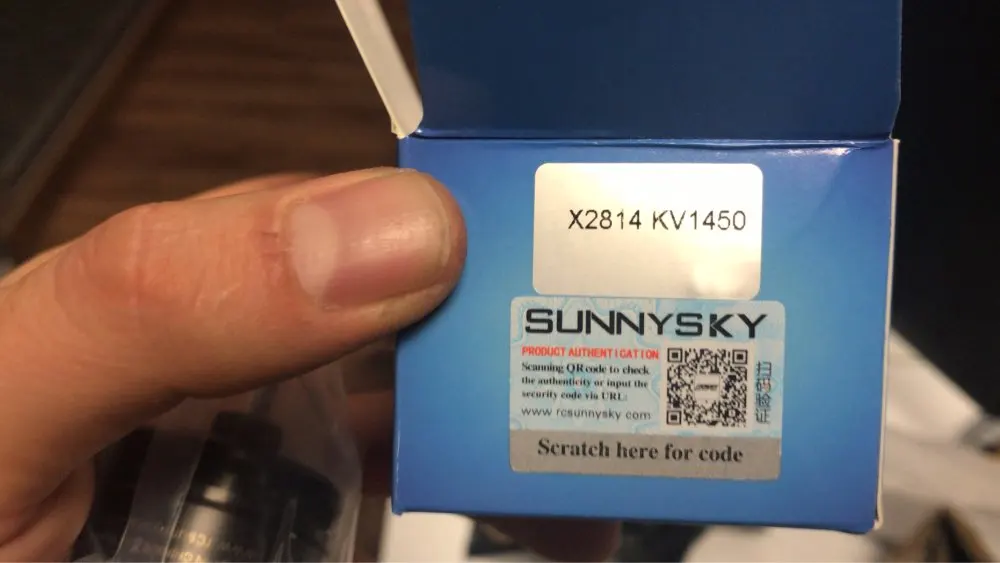 X2814 KV1450
SUNNYSKY
PRODUCT AUTHENTICATION
Scanning QR code to check
the authenticity or input the
security code via URL:
www rcsunnysky com
Scratch here for code